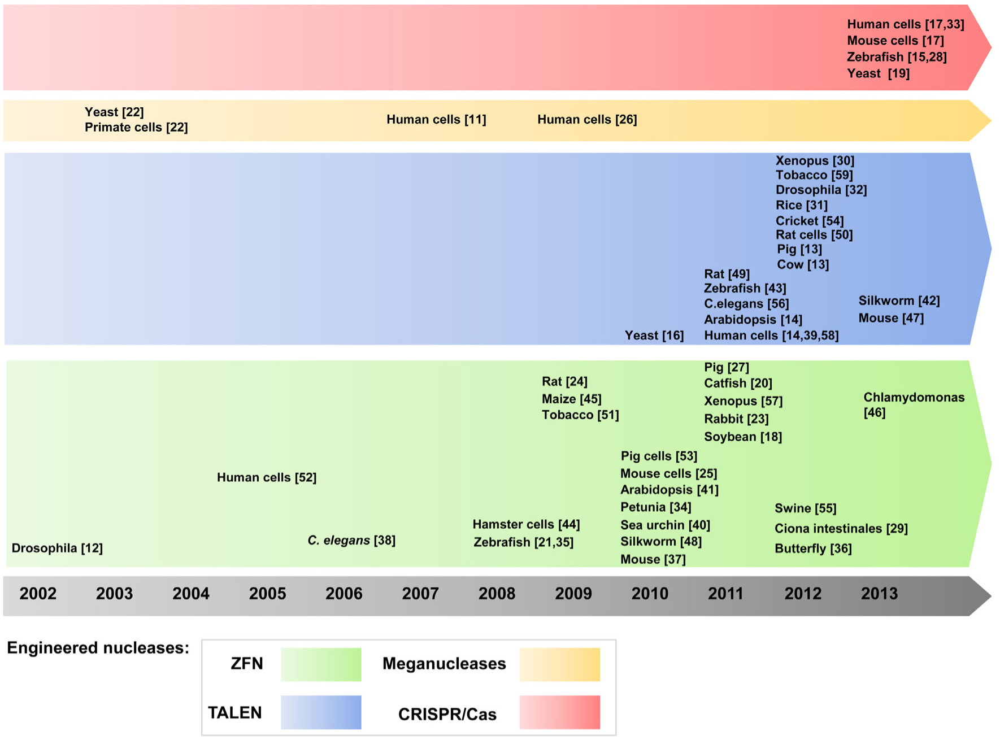 Human cells [17,33]
Mouse cells [17]
Zebrafish [15,28]
Yeast  [19]
Yeast [22]
Primate cells [22]
Human cells [11]
Human cells [26]
Xenopus [30]
Tobacco [59]
Drosophila [32]
Rice [31]
Cricket [54]
Rat cells [50]
Pig [13]
Cow [13]
Rat [49]
Zebrafish [43]
C.elegans [56]
Arabidopsis [14]
Human cells [14,39,58]
Yeast [16]
Silkworm [42]
Mouse [47]
Pig [27]
Catfish [20]
Xenopus [57]
Rabbit [23]
Soybean [18]
Rat [24]
Maize [45]
Tobacco [51]
Chlamydomonas
[46]
Pig cells [53]
Mouse cells [25]
Arabidopsis [41]
Petunia [34]
Sea urchin [40]
Silkworm [48]
Mouse [37]
Human cells [52]
Hamster cells [44]
Zebrafish [21,35]
C. elegans [38]
Drosophila [12]
Swine [55]
Ciona intestinales [29]
Butterfly [36]
2002 2003 2004 2005 2006 2007 2008 2009 2010 2011 2012 2013
Engineered nucleases:
ZFN
Meganucleases
TALEN
CRISPR/Cas